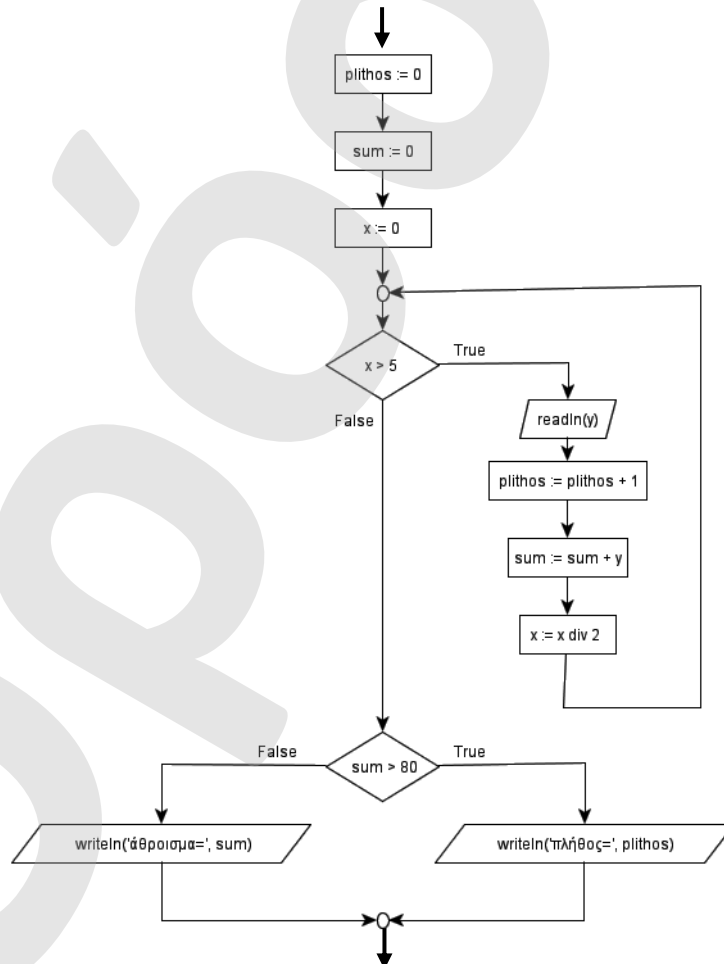 plithos := 0
sum := 0
x := 0
x > 5
True
False
readln(y)
plithos := plithos + 1
sum := sum + y
x := x div 2
False
True
sum > 80
writeln('άθροισμα=', sum)
writeln('πλήθος=', plithos)